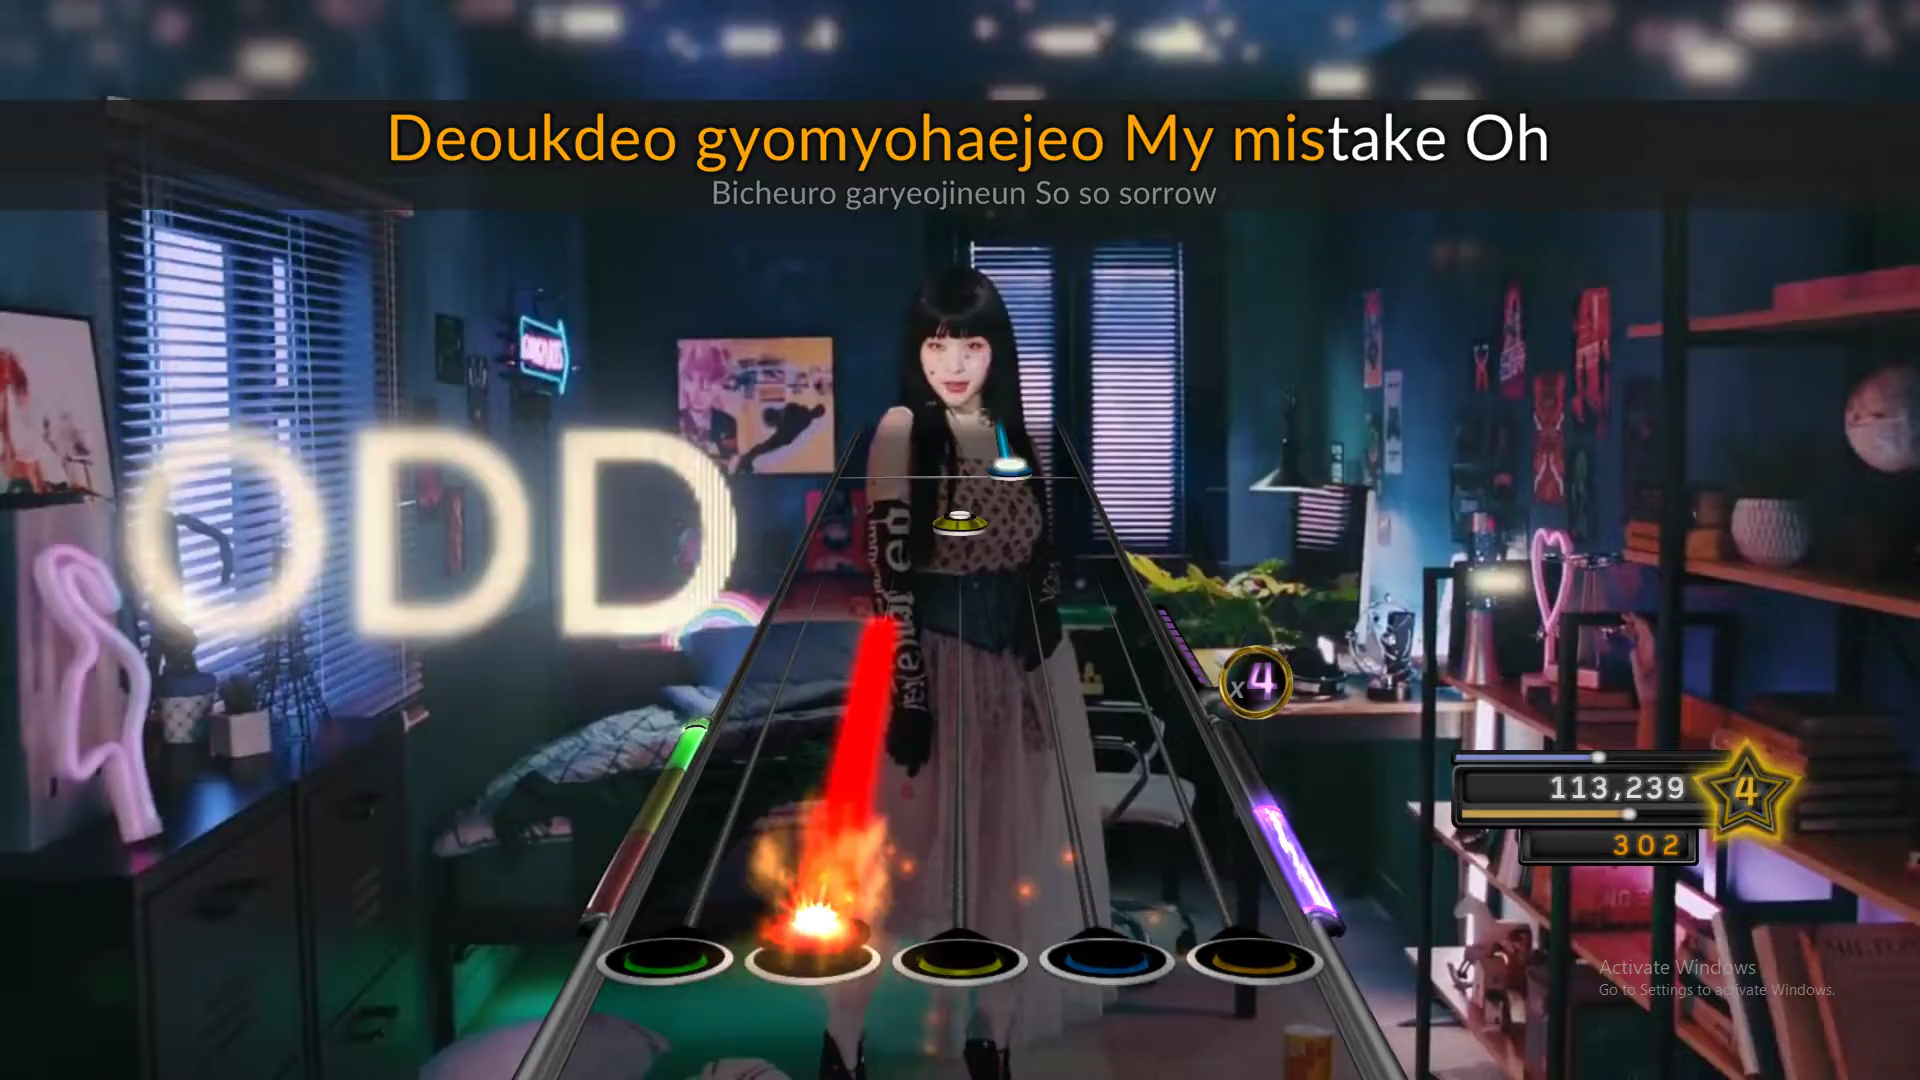 Deoukdeo gyomyohaejeo My mistake Oh
Bicheuro garyeojineun So so sorrow
ODD
x4
113,239
4
302
Activate Windows
Go to Settings to activate Windows.